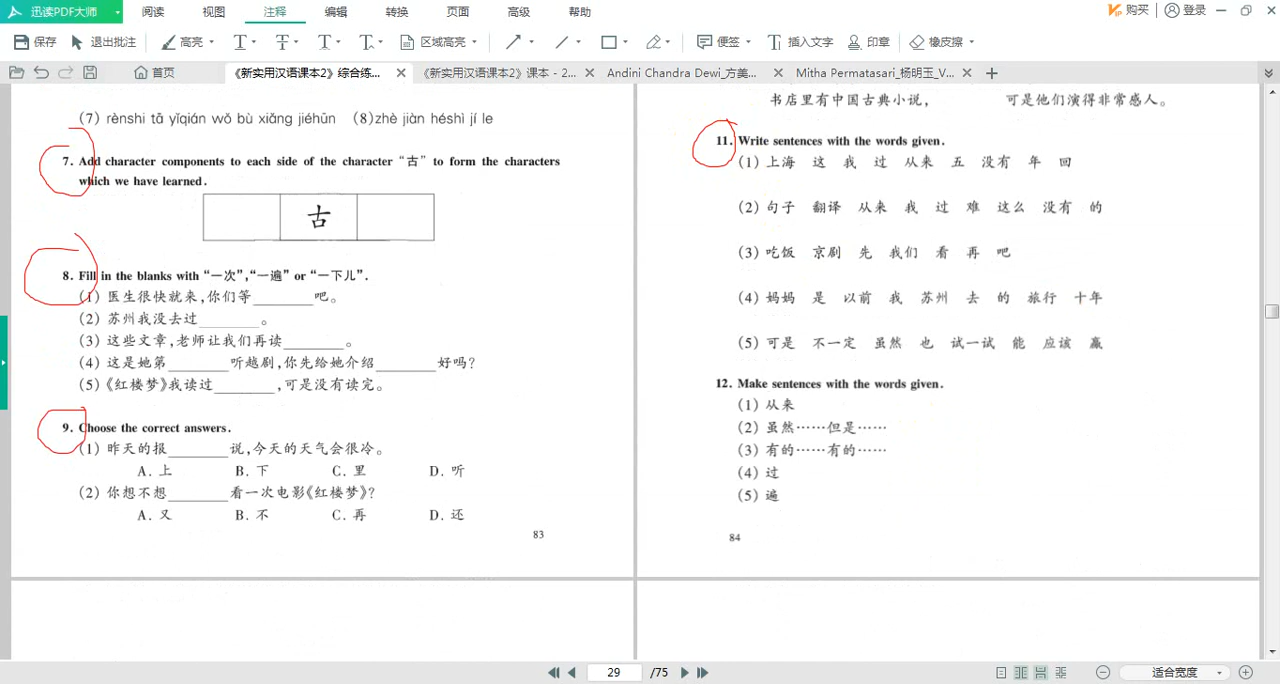 迅读PDF大师
阅读 视图 注释 编辑 转换 页面 高级 帮助
购买 登录
保存 退出批注 高亮 区域高亮 便签 插入文字 印章 橡皮擦
首页 《新实用汉语课本2》综合练... 《新实用汉语课本2》课本 - 2... Andini Chandra Dewi_方美... Mitha Permatasari_杨明玉_V...
(7) rènshi tā yǐqián wǒ bù xiǎng jiéhūn (8)zhè jiàn héshì jí le
7. Add character components to each side of the character “古” to form the characters
which we have learned.
古
8. Fill in the blanks with “一次”,“一遍” or “一下儿”.
(1) 医生很快就来,你们等________吧。
(2) 苏州我没去过________。
(3) 这些文章,老师让我们再读________。
(4) 这是她第________听越剧,你先给她介绍________好吗?
(5)《红楼梦》我读过________,可是没有读完。
9. Choose the correct answers.
(1) 昨天的报________说,今天的天气会很冷。
A. 上 B. 下 C. 里 D. 听
(2) 你想不想________看一次电影《红楼梦》?
A. 又 B. 不 C. 再 D. 还
83
书店里有中国古典小说, 可是他们演得非常感人。
11. Write sentences with the words given.
(1) 上海 这 我 过 从来 五 没有 年 回
(2) 句子 翻译 从来 我 过 难 这么 没有 的
(3) 吃饭 京剧 先 我们 看 再 吧
(4) 妈妈 是 以前 我 苏州 去 的 旅行 十年
(5) 可是 不一定 虽然 也 试一试 能 应该 赢
12. Make sentences with the words given.
(1) 从来
(2) 虽然……但是……
(3) 有的……有的……
(4) 过
(5) 遍
84
29 /75 适合宽度